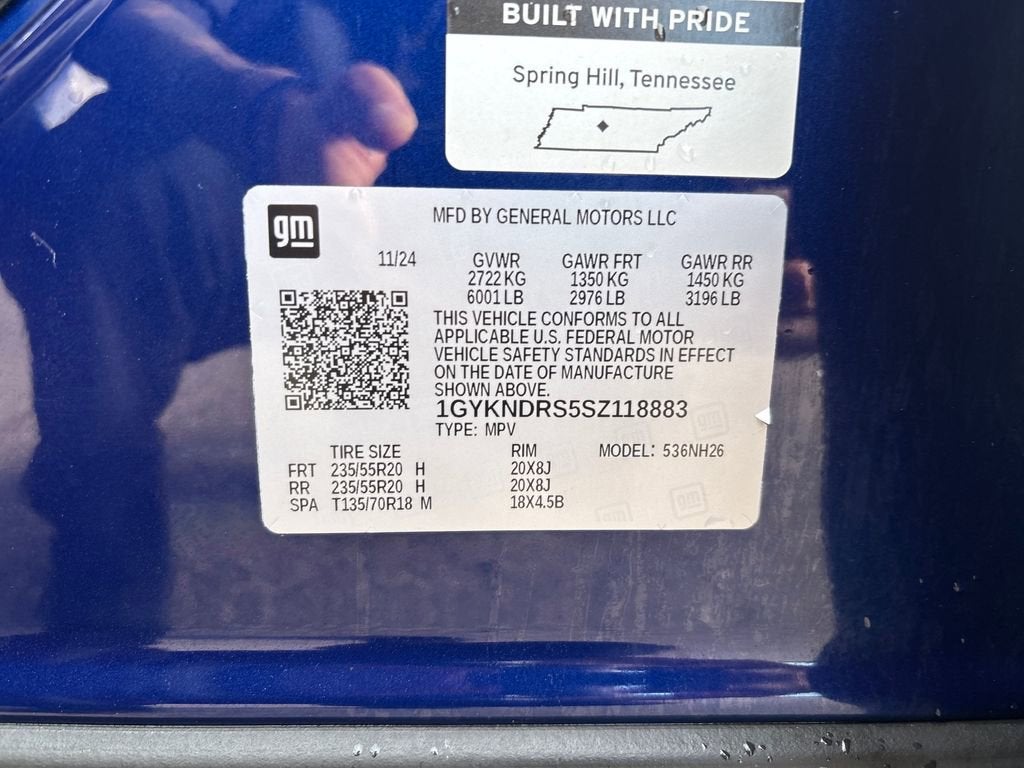 BUILT WITH PRIDE
Spring Hill, Tennessee
gm
MFD BY GENERAL MOTORS LLC
11/24 GVWR GAWR FRT GAWR RR
2722 KG 1350 KG 1450 KG
6001 LB 2976 LB 3196 LB
THIS VEHICLE CONFORMS TO ALL
APPLICABLE U.S. FEDERAL MOTOR
VEHICLE SAFETY STANDARDS IN EFFECT
ON THE DATE OF MANUFACTURE
SHOWN ABOVE.
1GYKNDRS5SZ118883
TYPE: MPV
TIRE SIZE RIM MODEL: 536NH26
FRT 235/55R20 H 20X8J
RR 235/55R20 H 20X8J
SPA T135/70R18 M 18X4.5B
gm